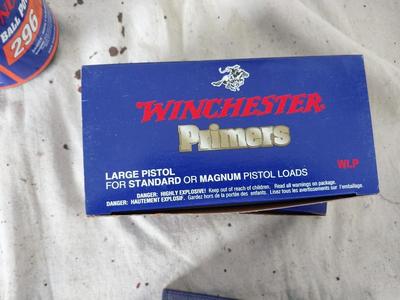 BALL PO
296
WINCHESTER
Primers
LARGE PISTOL
FOR STANDARD OR MAGNUM PISTOL LOADS
WLP
DANGER: HIGHLY EXPLOSIVE! Keep out of reach of children. Read all warnings on package.
DANGER: HAUTEMENT EXPLOSIF. Gardez hors de la portée des enfants. Lisez tous les avertissements sur l'emballage.